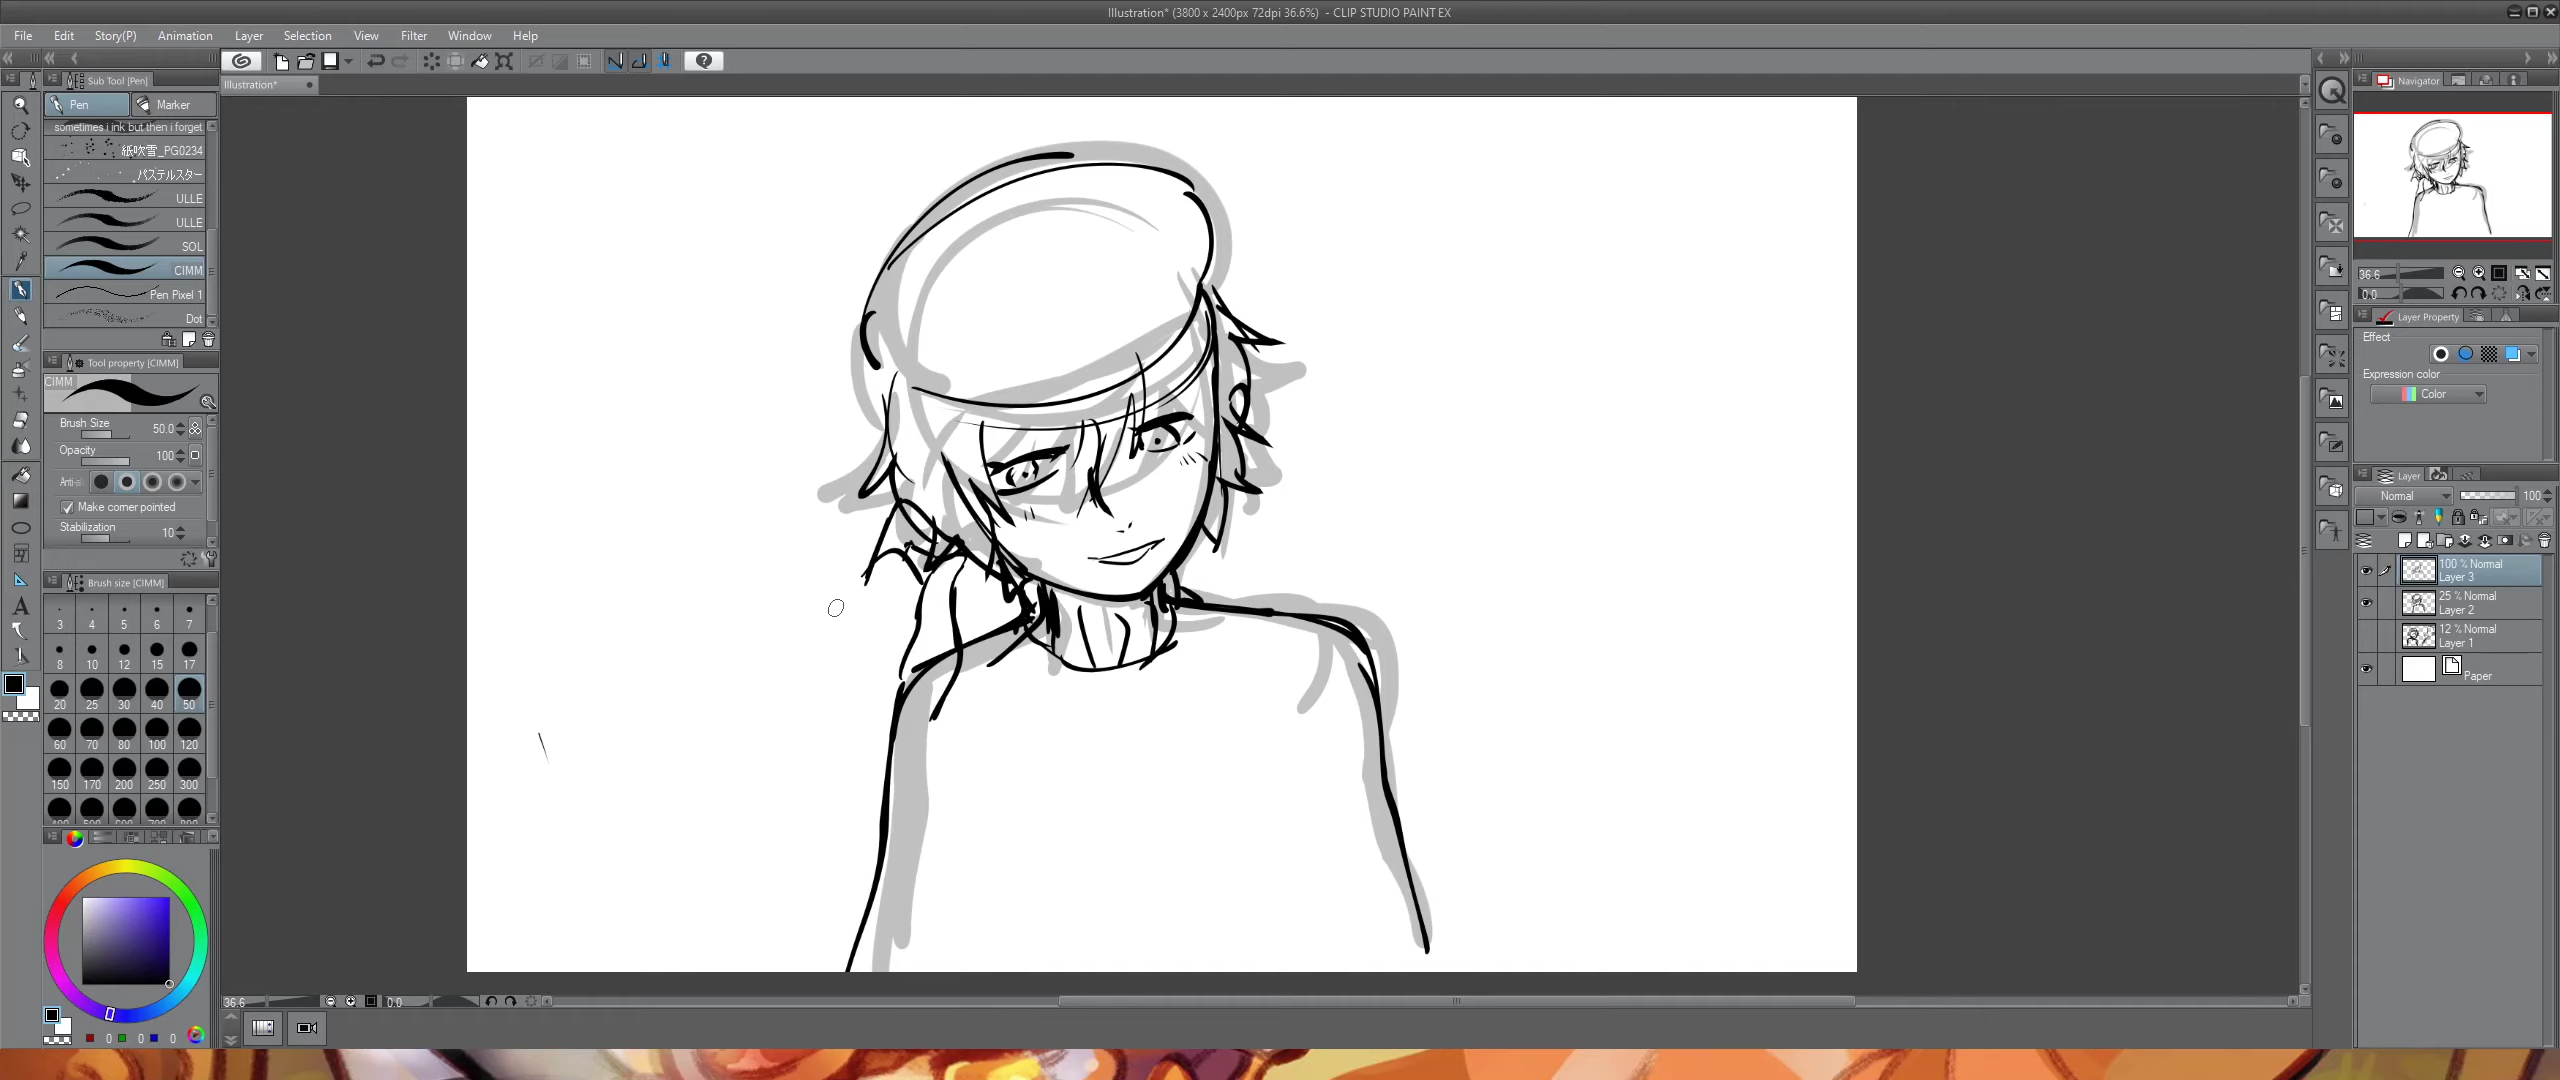 Illustration* (3800 x 2400px 72dpi 36.6%) - CLIP STUDIO PAINT EX
File Edit Story(P) Animation Layer Selection View Filter Window Help
Sub Tool [Pen]
Illustration*
Navigator
Pen Marker
sometimes i ink but then i forget
紙吹雪_PG0234
パステルスター
ULLE
ULLE
SOL
CIMM
Pen Pixel 1
Dot
Tool property [CIMM]
CIMM
Brush Size 50.0
Opacity 100
Anti-al
Make corner pointed
Stabilization 10
Brush size [CIMM]
3 4 5 6 7
8 10 12 15 17
20 25 30 40 50
60 70 80 100 120
150 170 200 250 300
0 0 0
36.6 0.0
36.6
0.0
Layer Property
Effect
Expression color
Color
Layer
Normal 100
100 % Normal
Layer 3
25 % Normal
Layer 2
12 % Normal
Layer 1
Paper